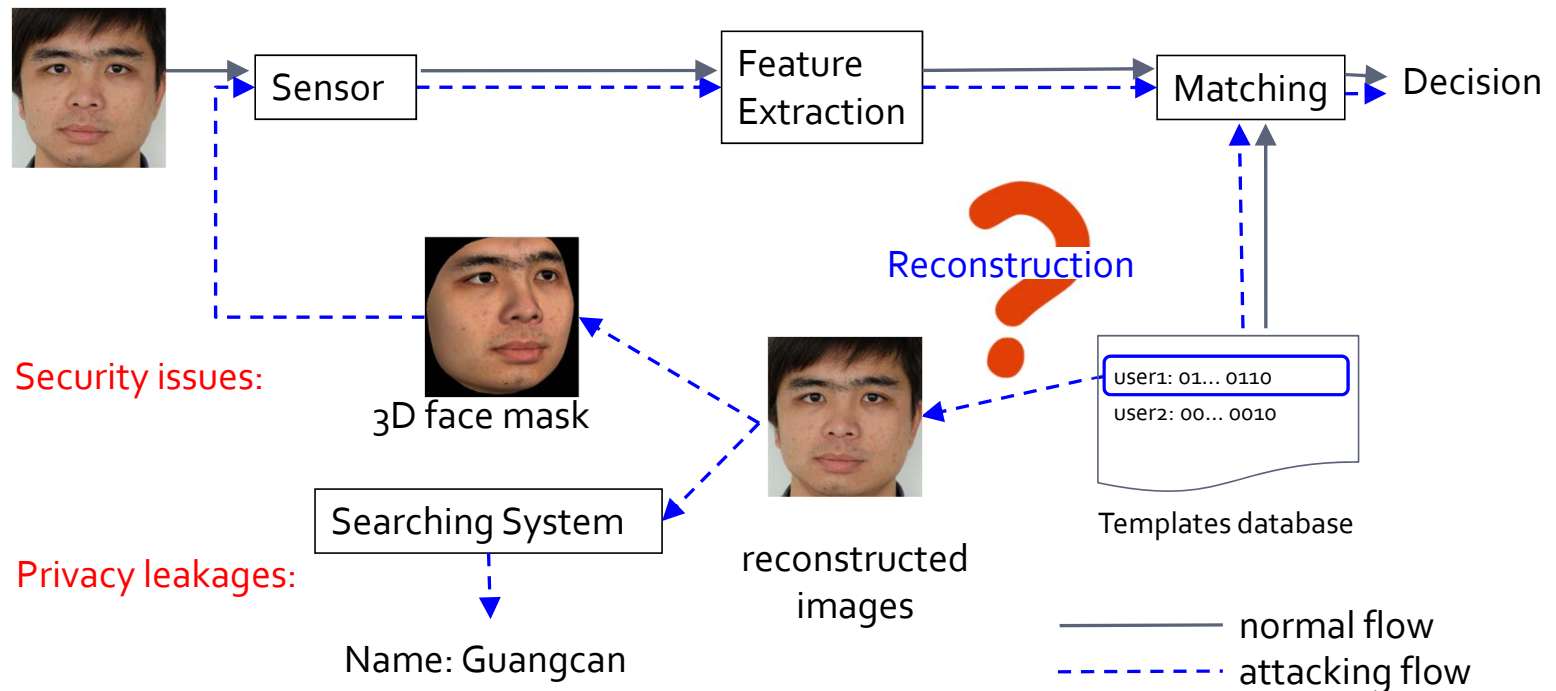 Sensor
Feature
Extraction
Matching
Decision
Reconstruction
?
Security issues:
3D face mask
user1: 01... 0110
user2: 00... 0010
Templates database
Searching System
reconstructed
images
Privacy leakages:
Name: Guangcan
normal flow
attacking flow